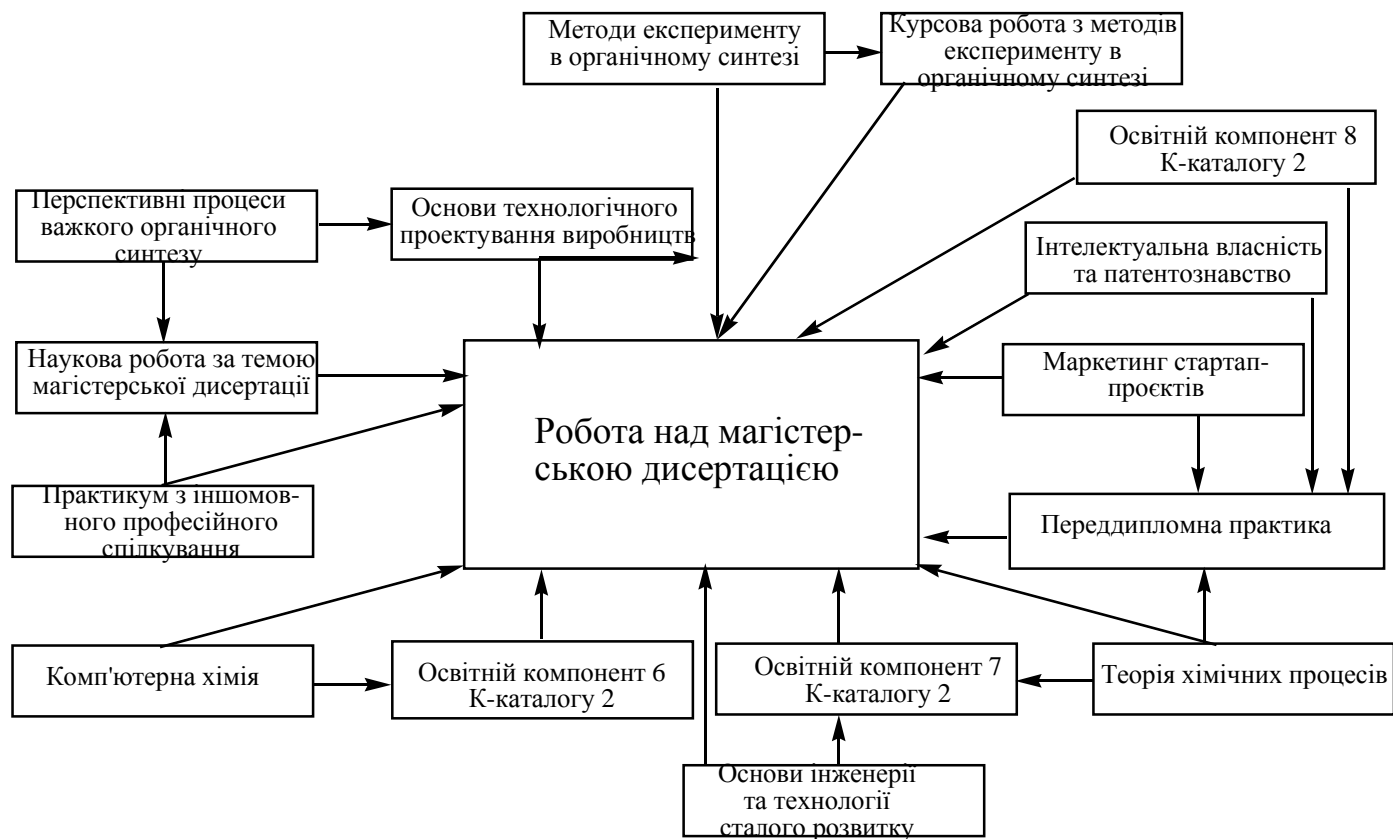 Методи експерименту
в органічному синтезі
Курсова робота з методів
експерименту в
органічному синтезі
Освітній компонент 8
К-каталогу 2
Перспективні процеси
важкого органічного
синтезу
Основи технологічного
проектування виробництв
Інтелектуальна власність
та патентознавство
Наукова робота за темою
магістерської дисертації
Маркетинг стартап-
проєктів
Робота над магістер-
ською дисертацією
Практикум з іншомов-
ного професійного
спілкування
Переддипломна практика
Комп'ютерна хімія
Освітній компонент 6
К-каталогу 2
Освітній компонент 7
К-каталогу 2
Теорія хімічних процесів
Основи інженерії
та технології
сталого розвитку